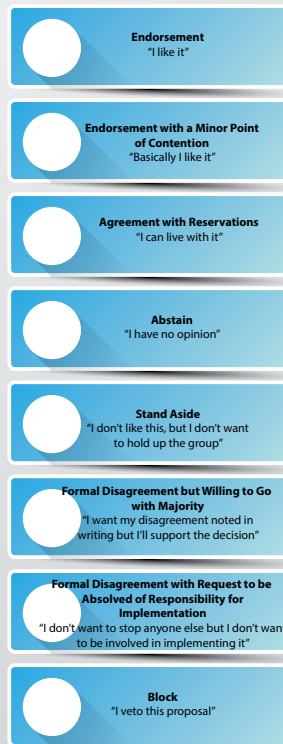 Endorsement
“I like it”
Endorsement with a Minor Point
of Contention
“Basically I like it”
Agreement with Reservations
“I can live with it”
Abstain
“I have no opinion”
Stand Aside
“I don’t like this, but I don’t want
to hold up the group”
Formal Disagreement but Willing to Go
with Majority
“I want my disagreement noted in
writing but I’ll support the decision”
Formal Disagreement with Request to be
Absolved of Responsibility for
Implementation
“I don’t want to stop anyone else but I don’t want
to be involved in implementing it”
Block
“I veto this proposal”